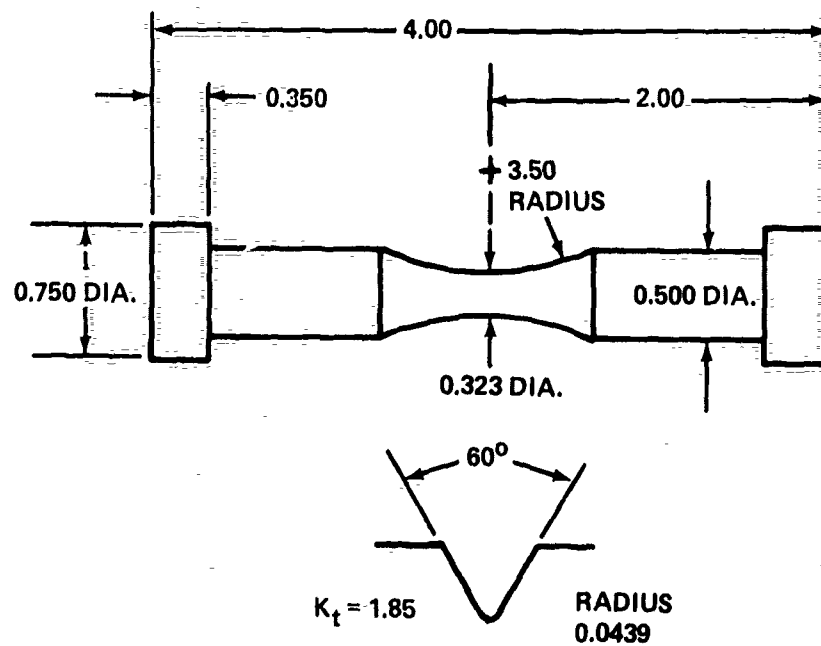 4.00
0.350
2.00
3.50
RADIUS
0.750 DIA.
0.500 DIA.
0.323 DIA.
60°
K_t = 1.85
RADIUS
0.0439